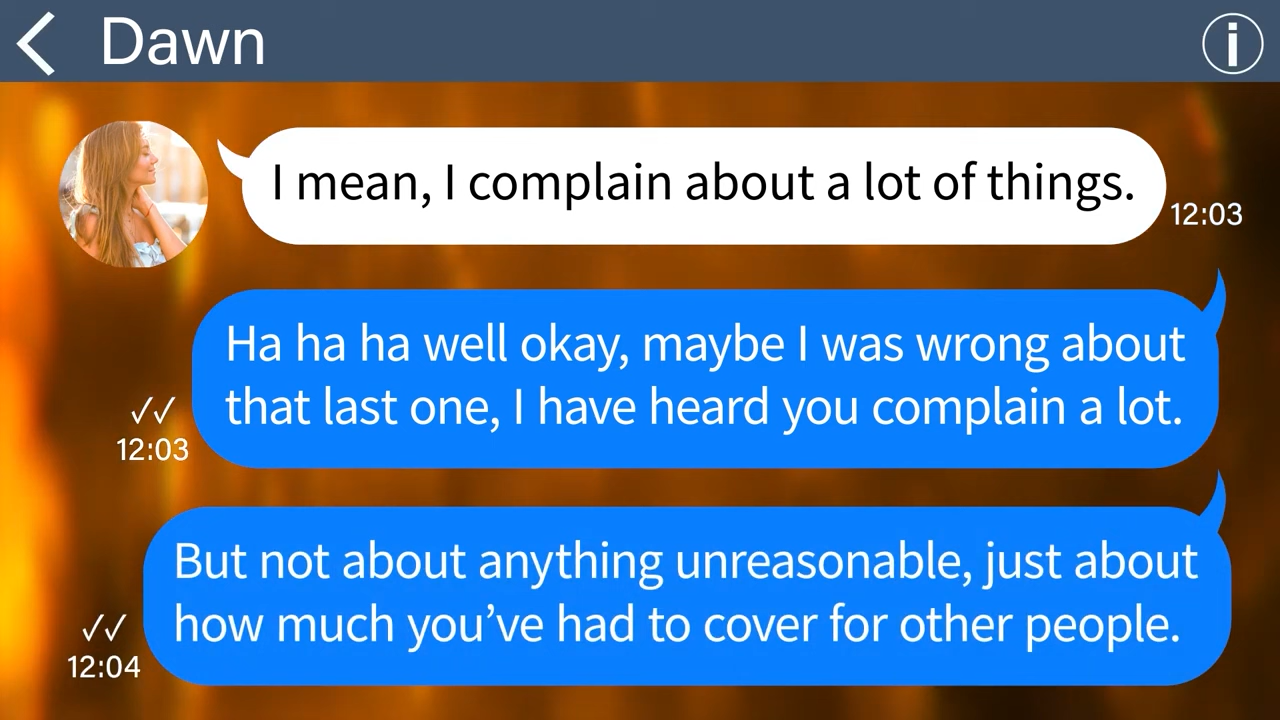 Dawn
I mean, I complain about a lot of things.
12:03
Ha ha ha well okay, maybe I was wrong about
that last one, I have heard you complain a lot.
✓✓
12:03
But not about anything unreasonable, just about
how much you’ve had to cover for other people.
✓✓
12:04